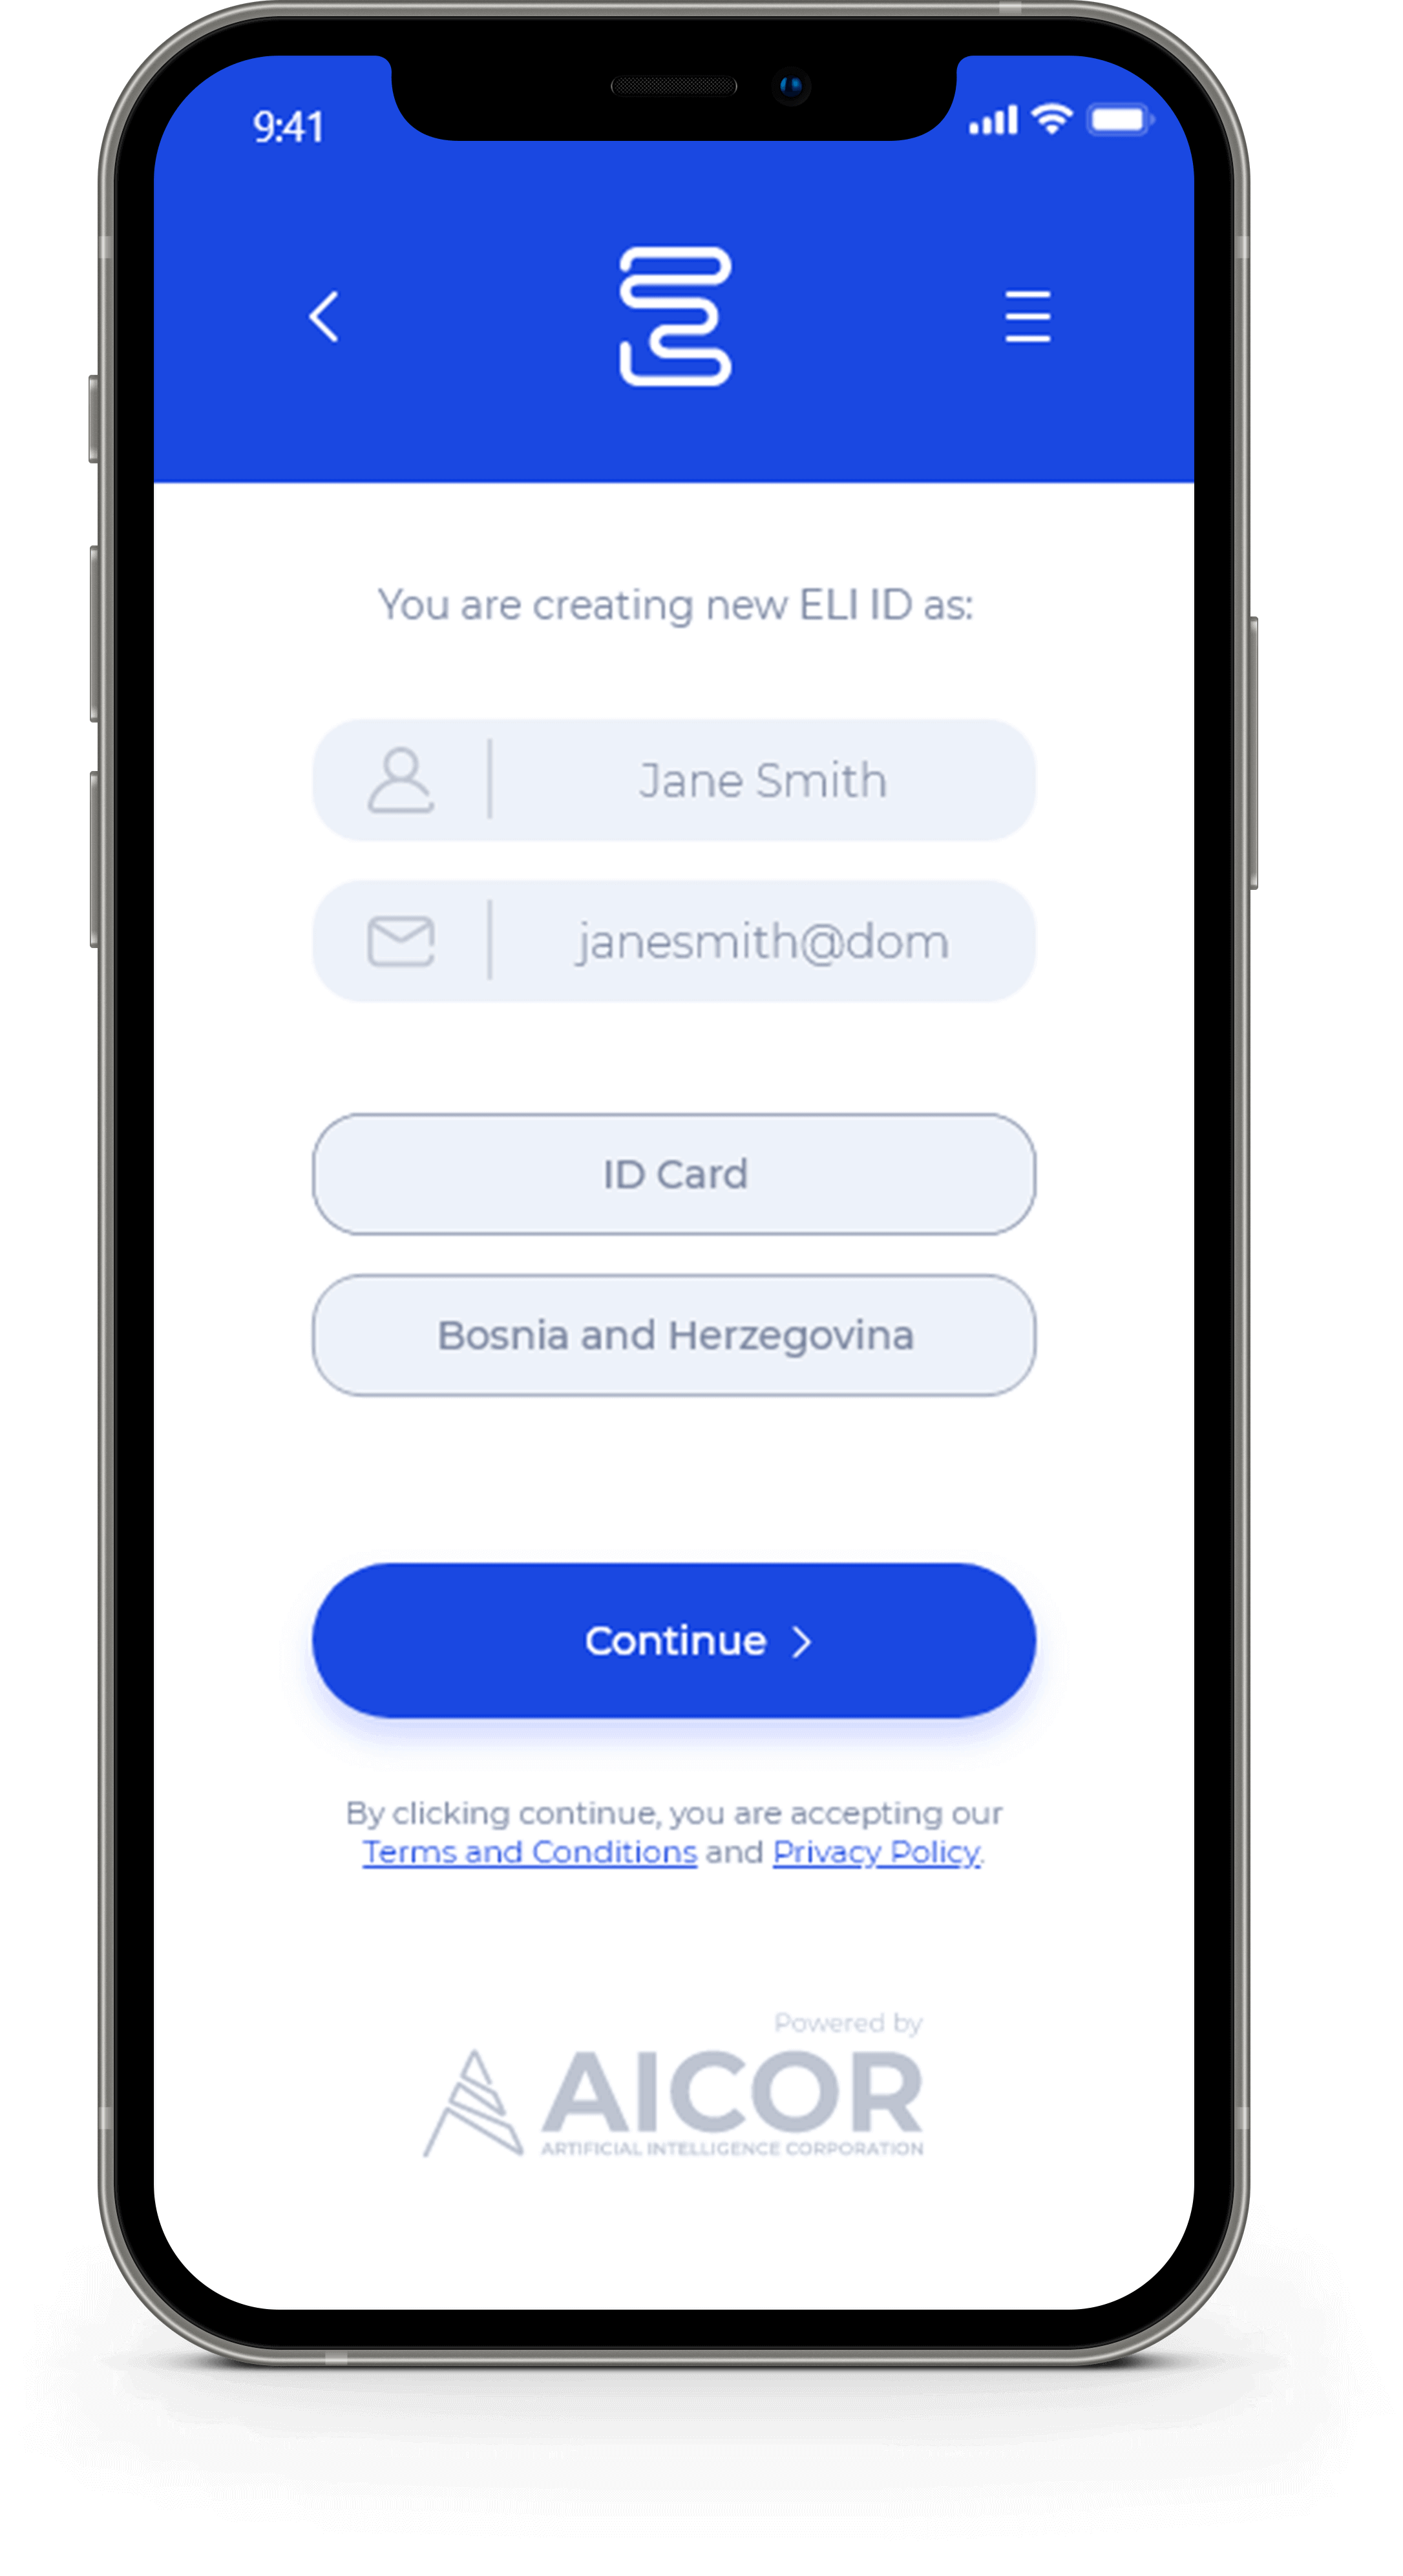 9:41
You are creating new ELI ID as:
Jane Smith
janesmith@dom
ID Card
Bosnia and Herzegovina
Continue
By clicking continue, you are accepting our
Terms and Conditions and Privacy Policy.
Powered by
AICOR
ARTIFICIAL INTELLIGENCE CORPORATION